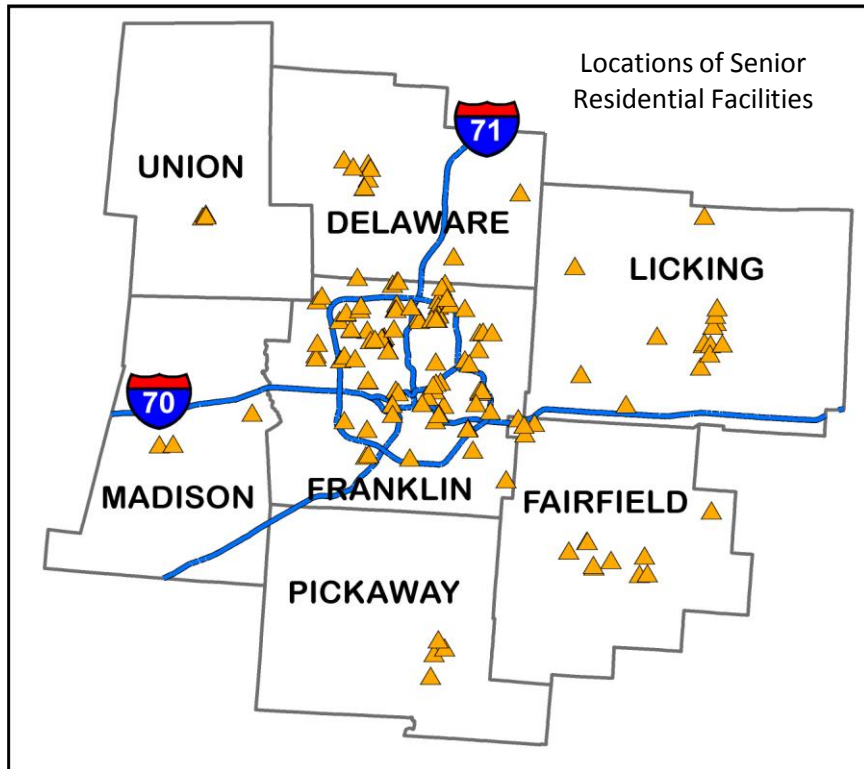 Locations of Senior
Residential Facilities
71
UNION
DELAWARE
LICKING
70
MADISON
FRANKLIN
FAIRFIELD
PICKAWAY